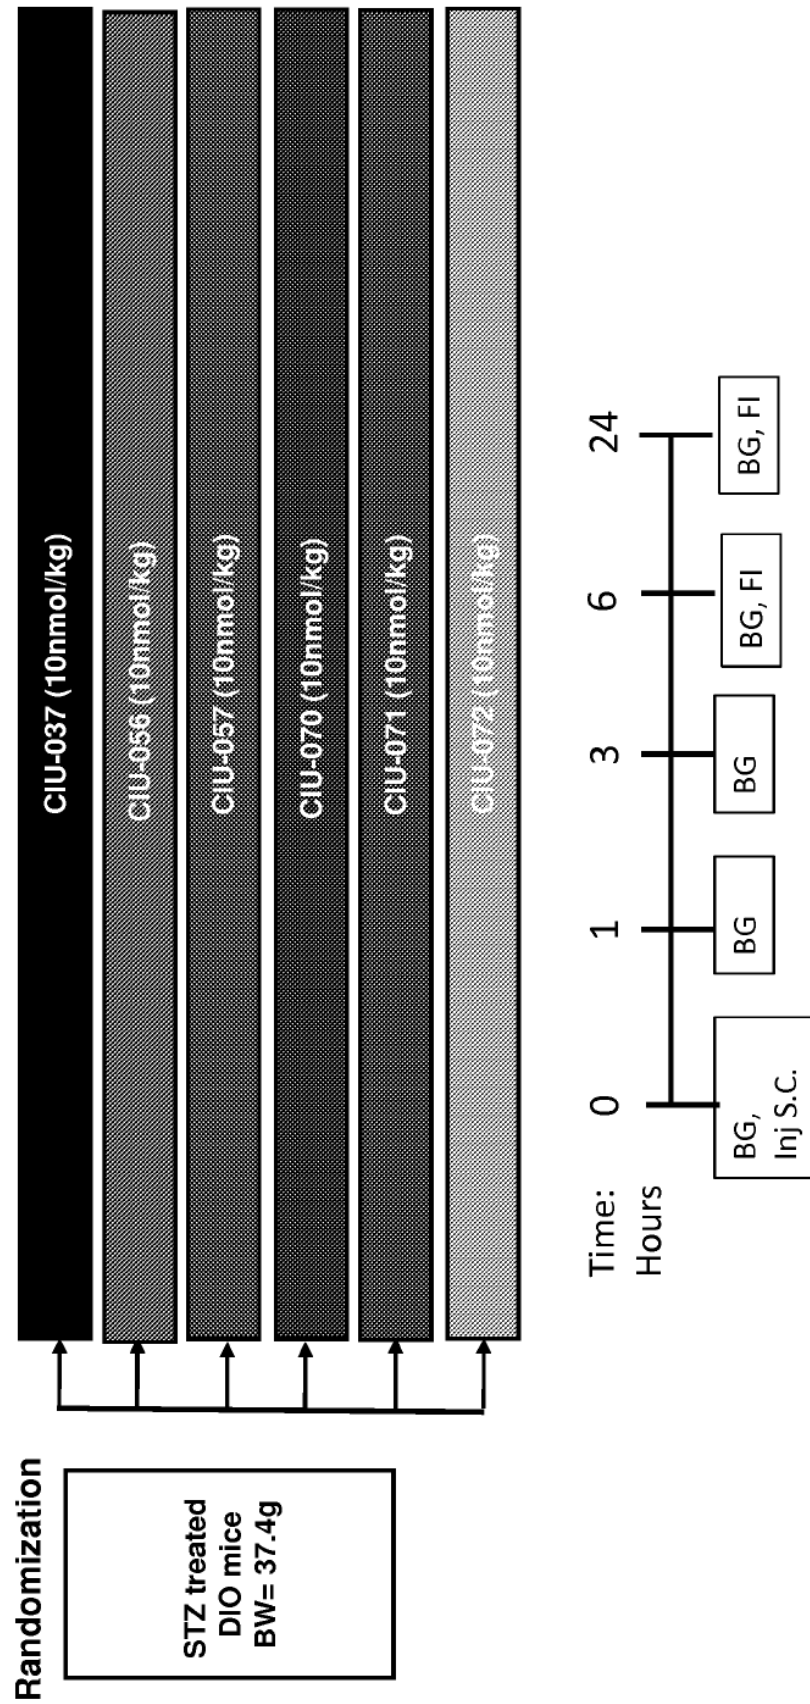 Randomization
STZ treated
DIO mice
BW= 37.4g
CIU-037 (10nmol/kg)
CIU-056 (10nmol/kg)
CIU-057 (10nmol/kg)
CIU-070 (10nmol/kg)
CIU-071 (10nmol/kg)
CIU-072 (10nmol/kg)
Time: 0 1 3 6 24
Hours
BG,
Inj S.C.
BG
BG
BG, FI
BG, FI